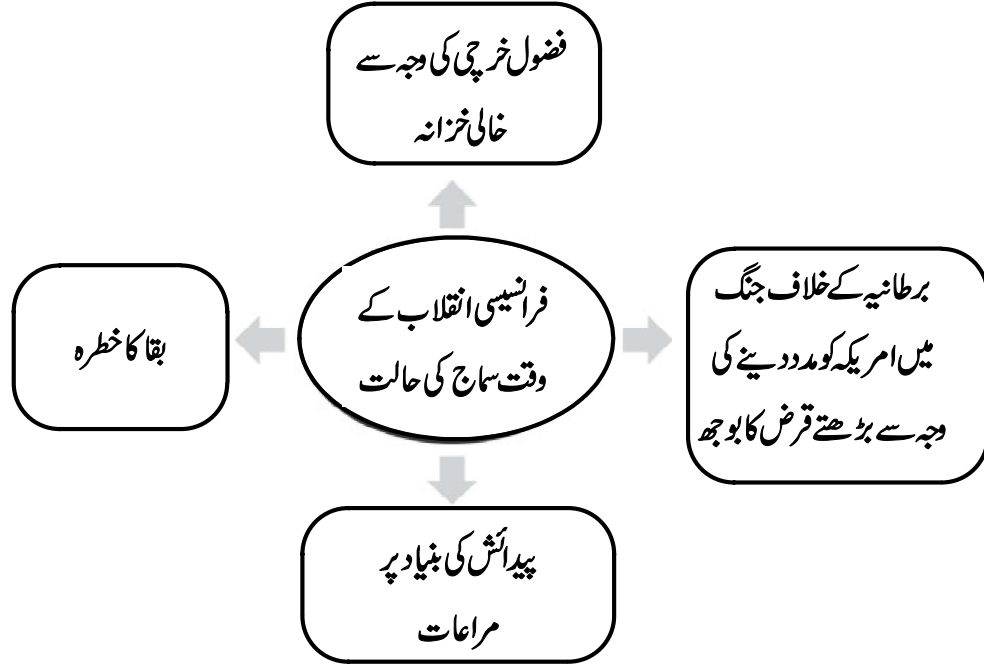 فضول خرچی کی وجہ سے
خالی خزانہ
فرانسیسی انقلاب کے
وقت سماج کی حالت
برطانیہ کے خلاف جنگ
میں امریکہ کو مدد دینے کی
وجہ سے بڑھتے قرض کا بوجھ
بقا کا خطرہ
پیدائش کی بنیاد پر
مراعات